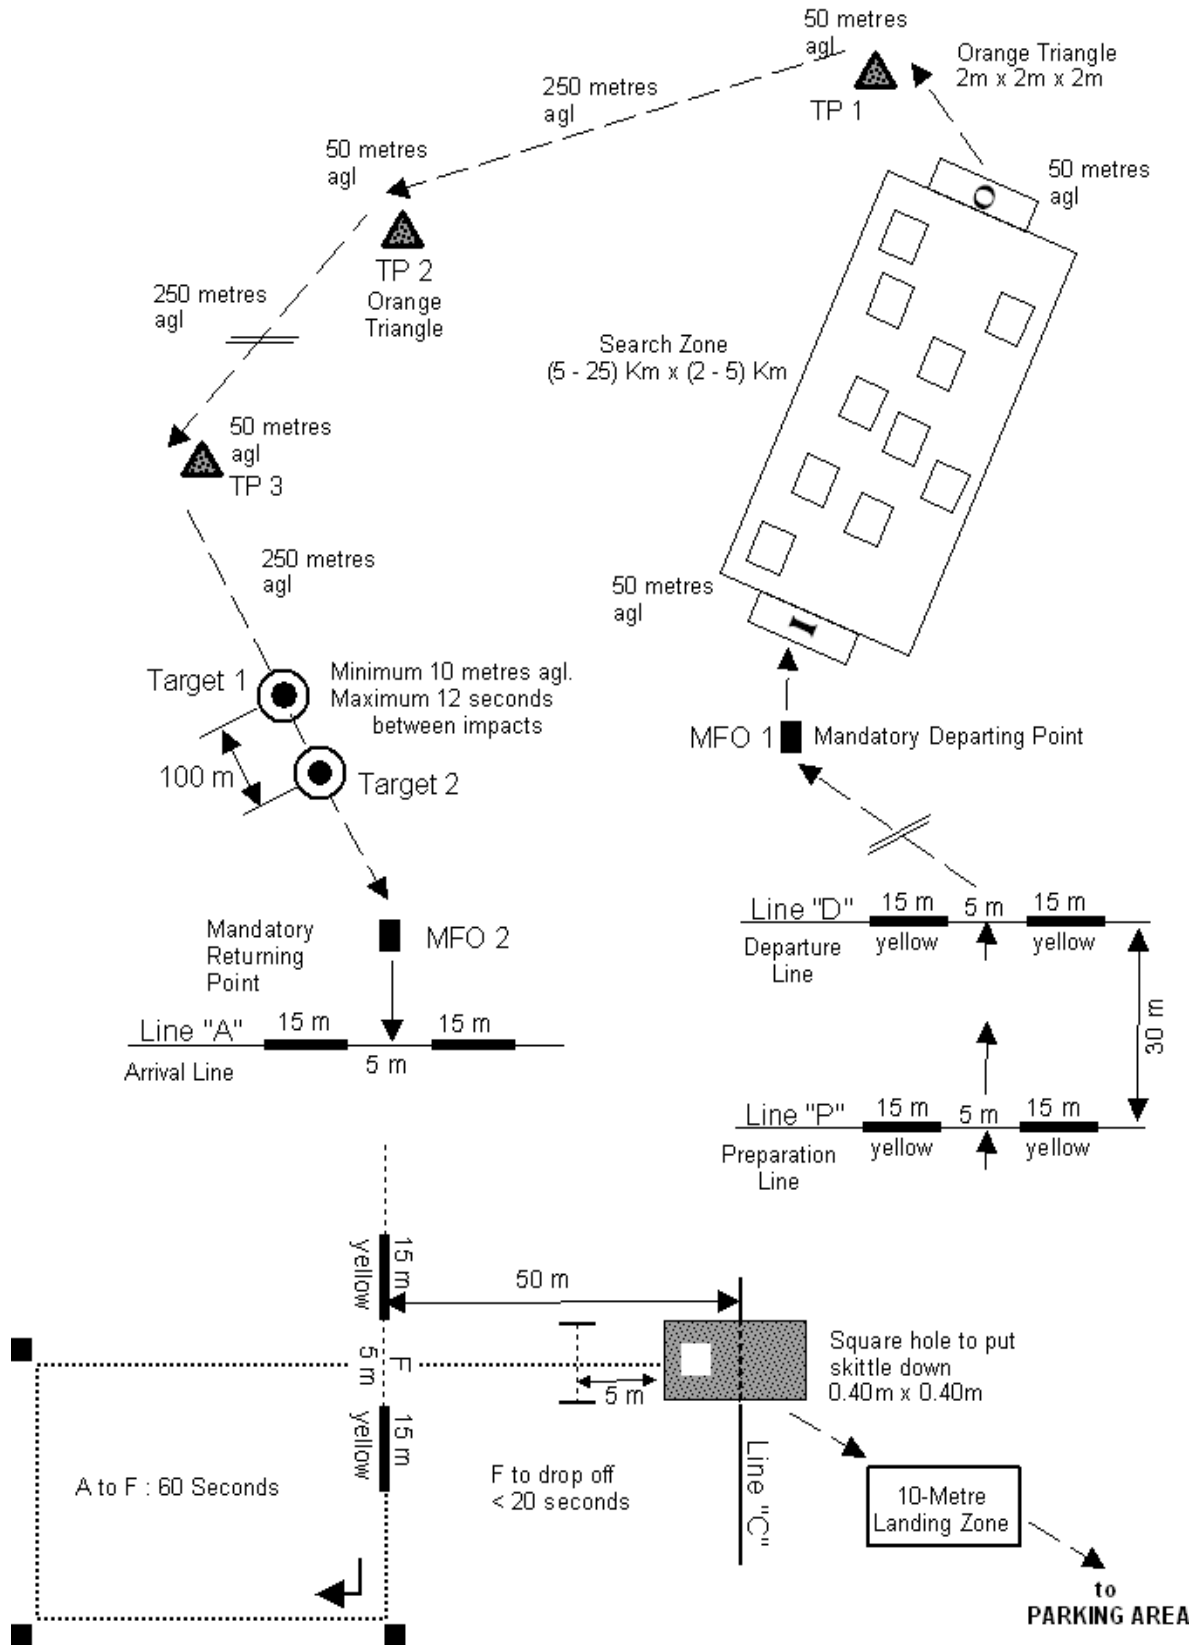 50 metres
agl
Orange Triangle
2m x 2m x 2m
TP 1
250 metres
agl
50 metres
agl
50 metres
agl
TP 2
Orange
Triangle
250 metres
agl
Search Zone
(5 - 25) Km x (2 - 5) Km
50 metres
agl
TP 3
250 metres
agl
50 metres
agl
Target 1
Minimum 10 metres agl.
Maximum 12 seconds
between impacts
MFO 1
Mandatory Departing Point
100 m
Target 2
Line "D"
15 m
5 m
15 m
yellow
yellow
Departure
Line
Mandatory
Returning
Point
MFO 2
30 m
Line "A"
15 m
15 m
5 m
Arrival Line
Line "P"
15 m
5 m
15 m
yellow
yellow
Preparation
Line
15 m
yellow
50 m
5 m
F
5 m
Square hole to put
skittle down
0.40m x 0.40m
15 m
yellow
Line "C"
A to F : 60 Seconds
F to drop off
< 20 seconds
10-Metre
Landing Zone
to
PARKING AREA